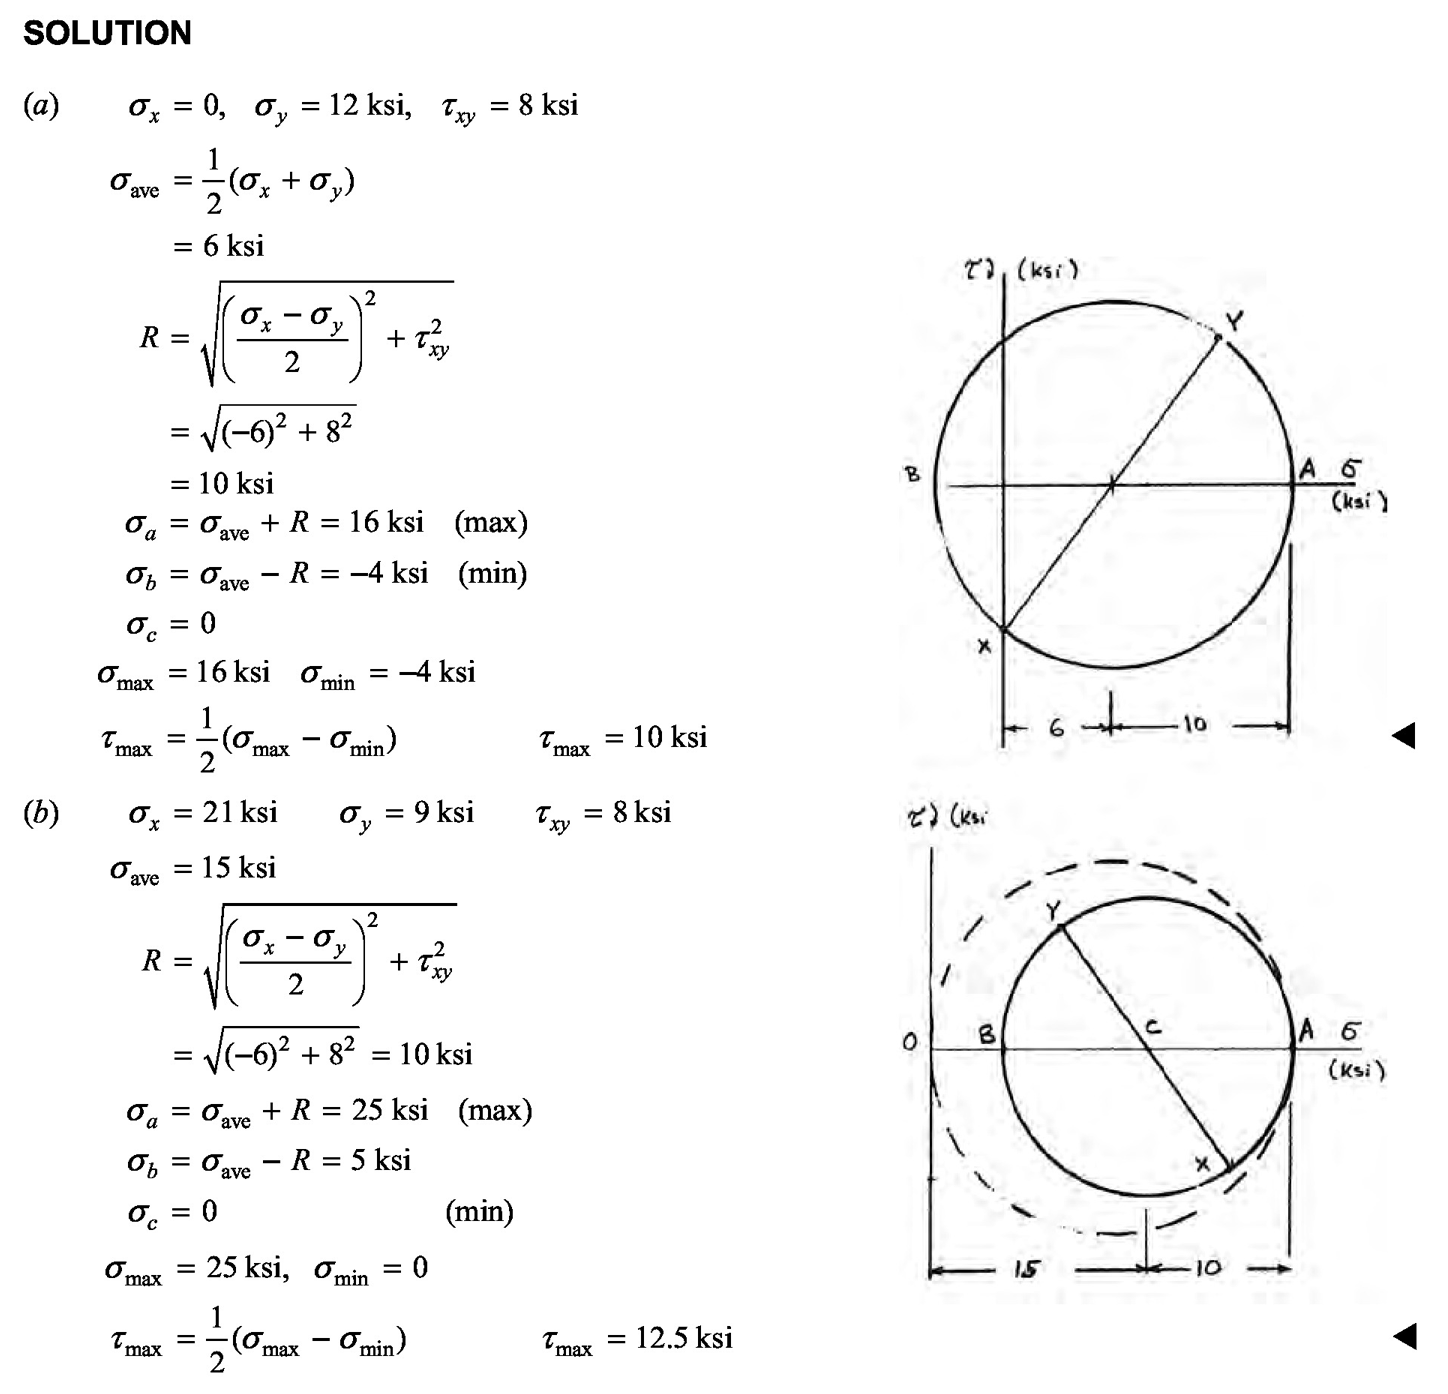 SOLUTION
(a) σx = 0, σy = 12 ksi, τxy = 8 ksi
σave = 1/2(σx + σy)
= 6 ksi
R = √(((σx − σy)/2)² + τ²xy)
= √((−6)² + 8²)
= 10 ksi
σa = σave + R = 16 ksi (max)
σb = σave − R = −4 ksi (min)
σc = 0
σmax = 16 ksi σmin = −4 ksi
τmax = 1/2(σmax − σmin) τmax = 10 ksi ◀
τ (ksi)
Y
B A σ
(ksi)
X
6 10
(b) σx = 21 ksi σy = 9 ksi τxy = 8 ksi
σave = 15 ksi
R = √(((σx − σy)/2)² + τ²xy)
= √((−6)² + 8²) = 10 ksi
σa = σave + R = 25 ksi (max)
σb = σave − R = 5 ksi
σc = 0 (min)
σmax = 25 ksi, σmin = 0
τmax = 1/2(σmax − σmin) τmax = 12.5 ksi ◀
τ (ksi
Y
O B C A σ
(ksi)
X
15 10